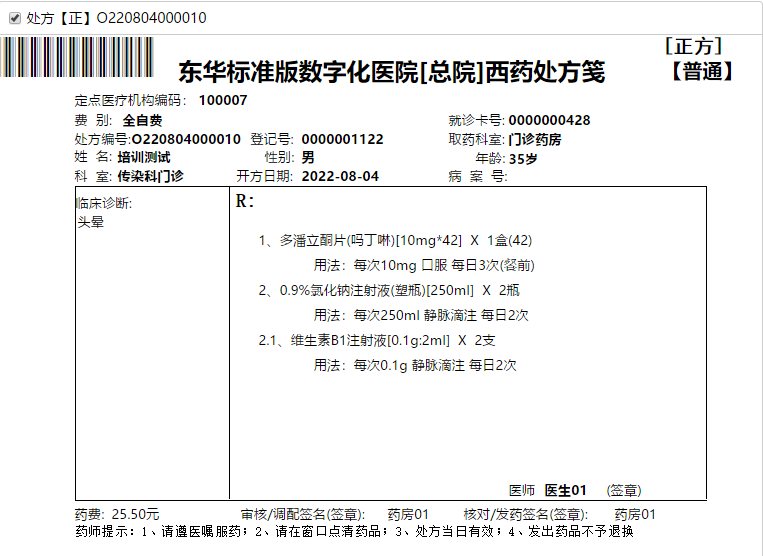 处方【正】O220804000010
[正方]
东华标准版数字化医院[总院]西药处方笺
【普通】
定点医疗机构编码： 100007
费 别: 全自费 就诊卡号: 0000000428
处方编号:O220804000010 登记号: 0000001122 取药科室: 门诊药房
姓 名: 培训测试 性别: 男 年龄: 35岁
科 室: 传染科门诊 开方日期: 2022-08-04 病 案 号:
临床诊断:
头晕
R:
1、多潘立酮片(吗丁啉)[10mg*42] X 1盒(42)
用法：每次10mg 口服 每日3次(餐前)
2、0.9%氯化钠注射液(塑瓶)[250ml] X 2瓶
用法：每次250ml 静脉滴注 每日2次
2.1、维生素B1注射液[0.1g:2ml] X 2支
用法：每次0.1g 静脉滴注 每日2次
医师 医生01 (签章)
药费: 25.50元 审核/调配签名(签章): 药房01 核对/发药签名(签章): 药房01
药师提示:1、请遵医嘱服药;2、请在窗口点清药品;3、处方当日有效;4、发出药品不予退换